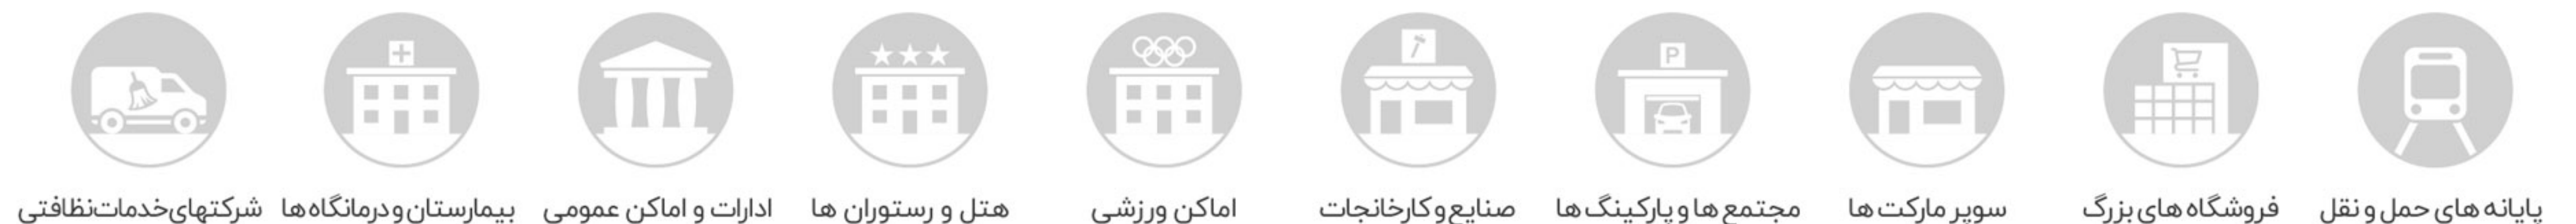 P
پایانه های حمل و نقل
فروشگاه های بزرگ
سوپر مارکت ها
مجتمع ها و پارکینگ ها
صنایع و کارخانجات
اماکن ورزشی
هتل و رستوران ها
ادارات و اماکن عمومی
بیمارستان و درمانگاه ها
شرکتهای خدمات نظافتی